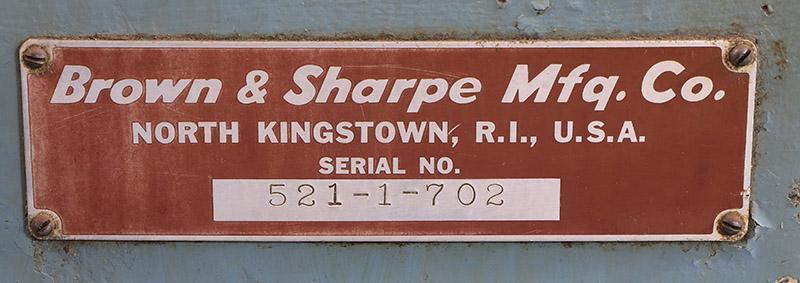 Brown & Sharpe Mfg. Co.
NORTH KINGSTOWN, R.I., U.S.A.
SERIAL NO.
521-1-702